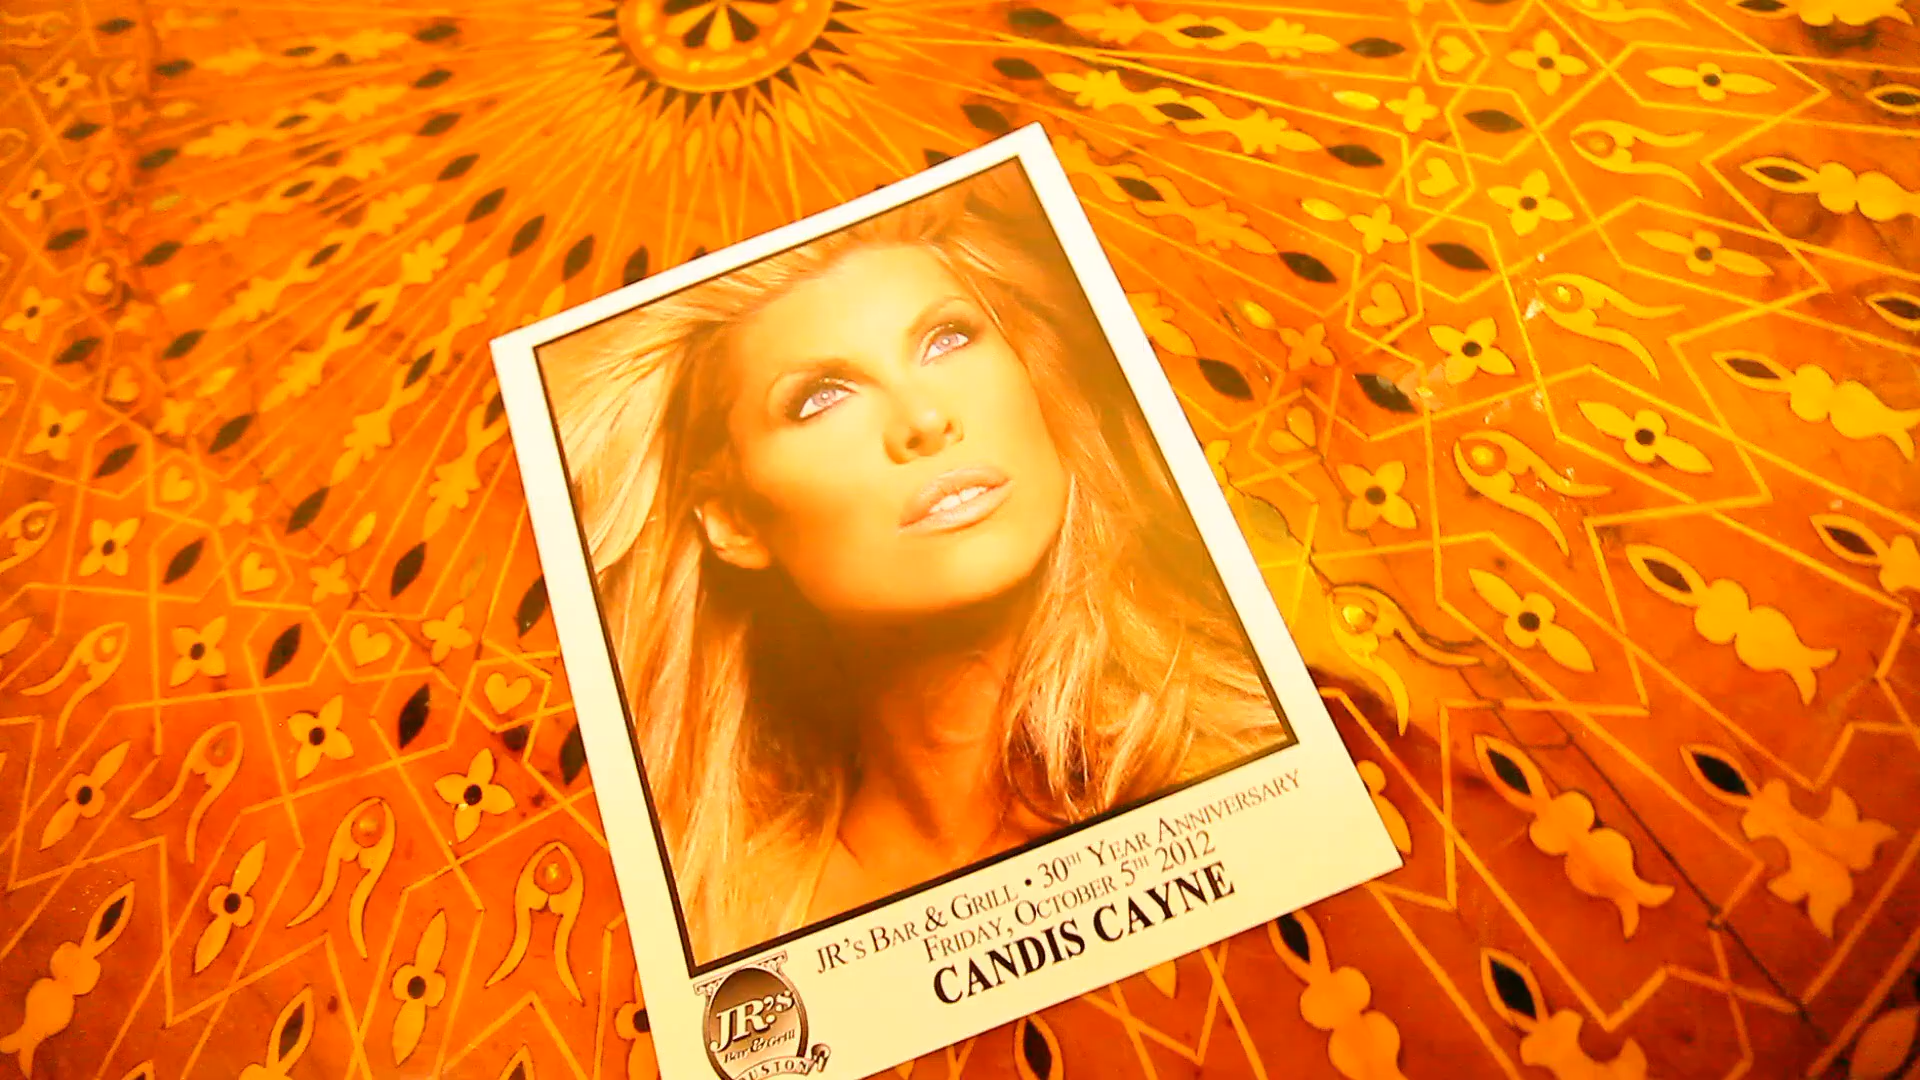 JR's Bar & Grill • 30th Year Anniversary
Friday, October 5th 2012
CANDIS CAYNE
JR's
Bar & Grill